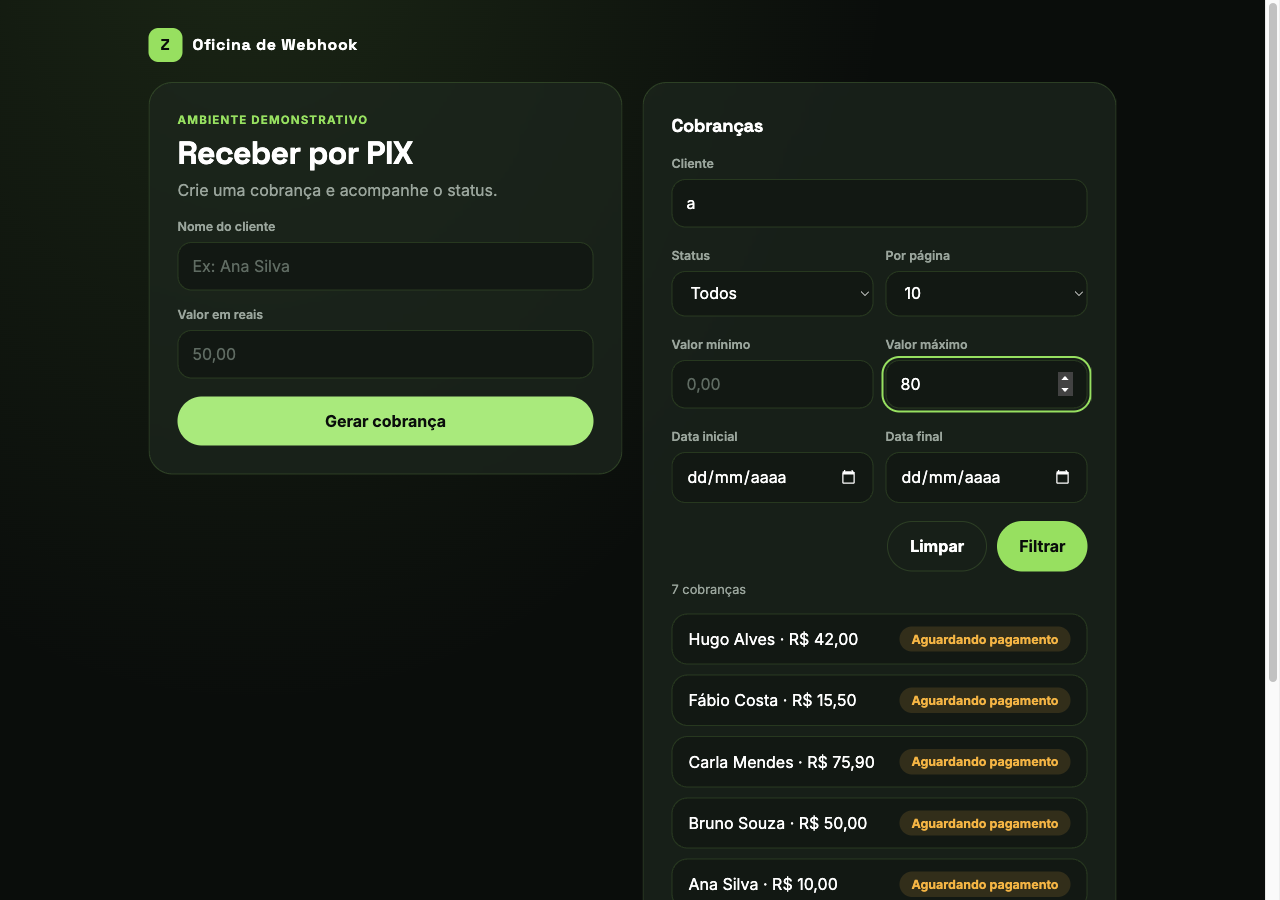 Z Oficina de Webhook
AMBIENTE DEMONSTRATIVO
Receber por PIX
Crie uma cobrança e acompanhe o status.
Nome do cliente
Ex: Ana Silva
Valor em reais
50,00
Gerar cobrança
Cobranças
Cliente
a
Status Por página
Todos 10
Valor mínimo Valor máximo
0,00 80
Data inicial Data final
dd/mm/aaaa dd/mm/aaaa
Limpar Filtrar
7 cobranças
Hugo Alves · R$ 42,00 Aguardando pagamento
Fábio Costa · R$ 15,50 Aguardando pagamento
Carla Mendes · R$ 75,90 Aguardando pagamento
Bruno Souza · R$ 50,00 Aguardando pagamento
Ana Silva · R$ 10,00 Aguardando pagamento